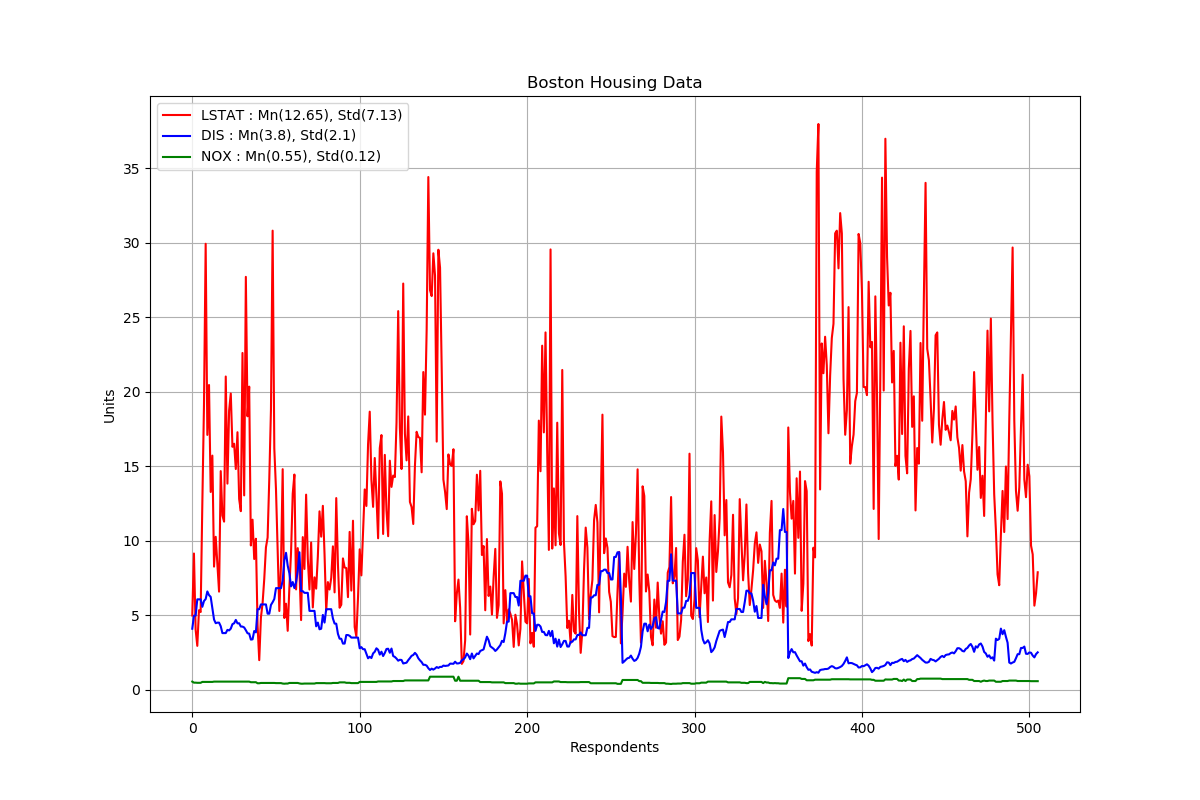 Boston Housing Data
LSTAT : Mn(12.65), Std(7.13)
DIS : Mn(3.8), Std(2.1)
NOX : Mn(0.55), Std(0.12)
35
30
25
20
15
10
5
0
Units
0 100 200 300 400 500
Respondents